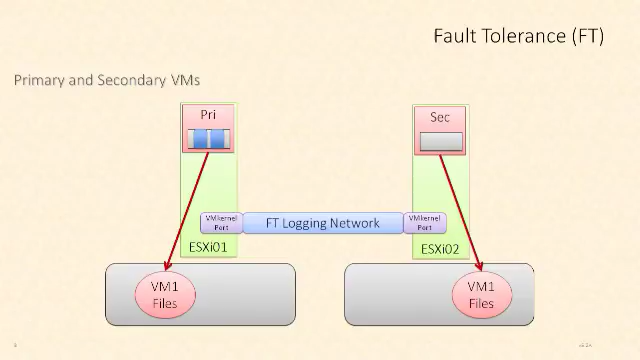 Fault Tolerance (FT)
Primary and Secondary VMs
Pri
Sec
VMkernel
Port
FT Logging Network
VMkernel
Port
ESXi01
ESXi02
VM1
Files
VM1
Files